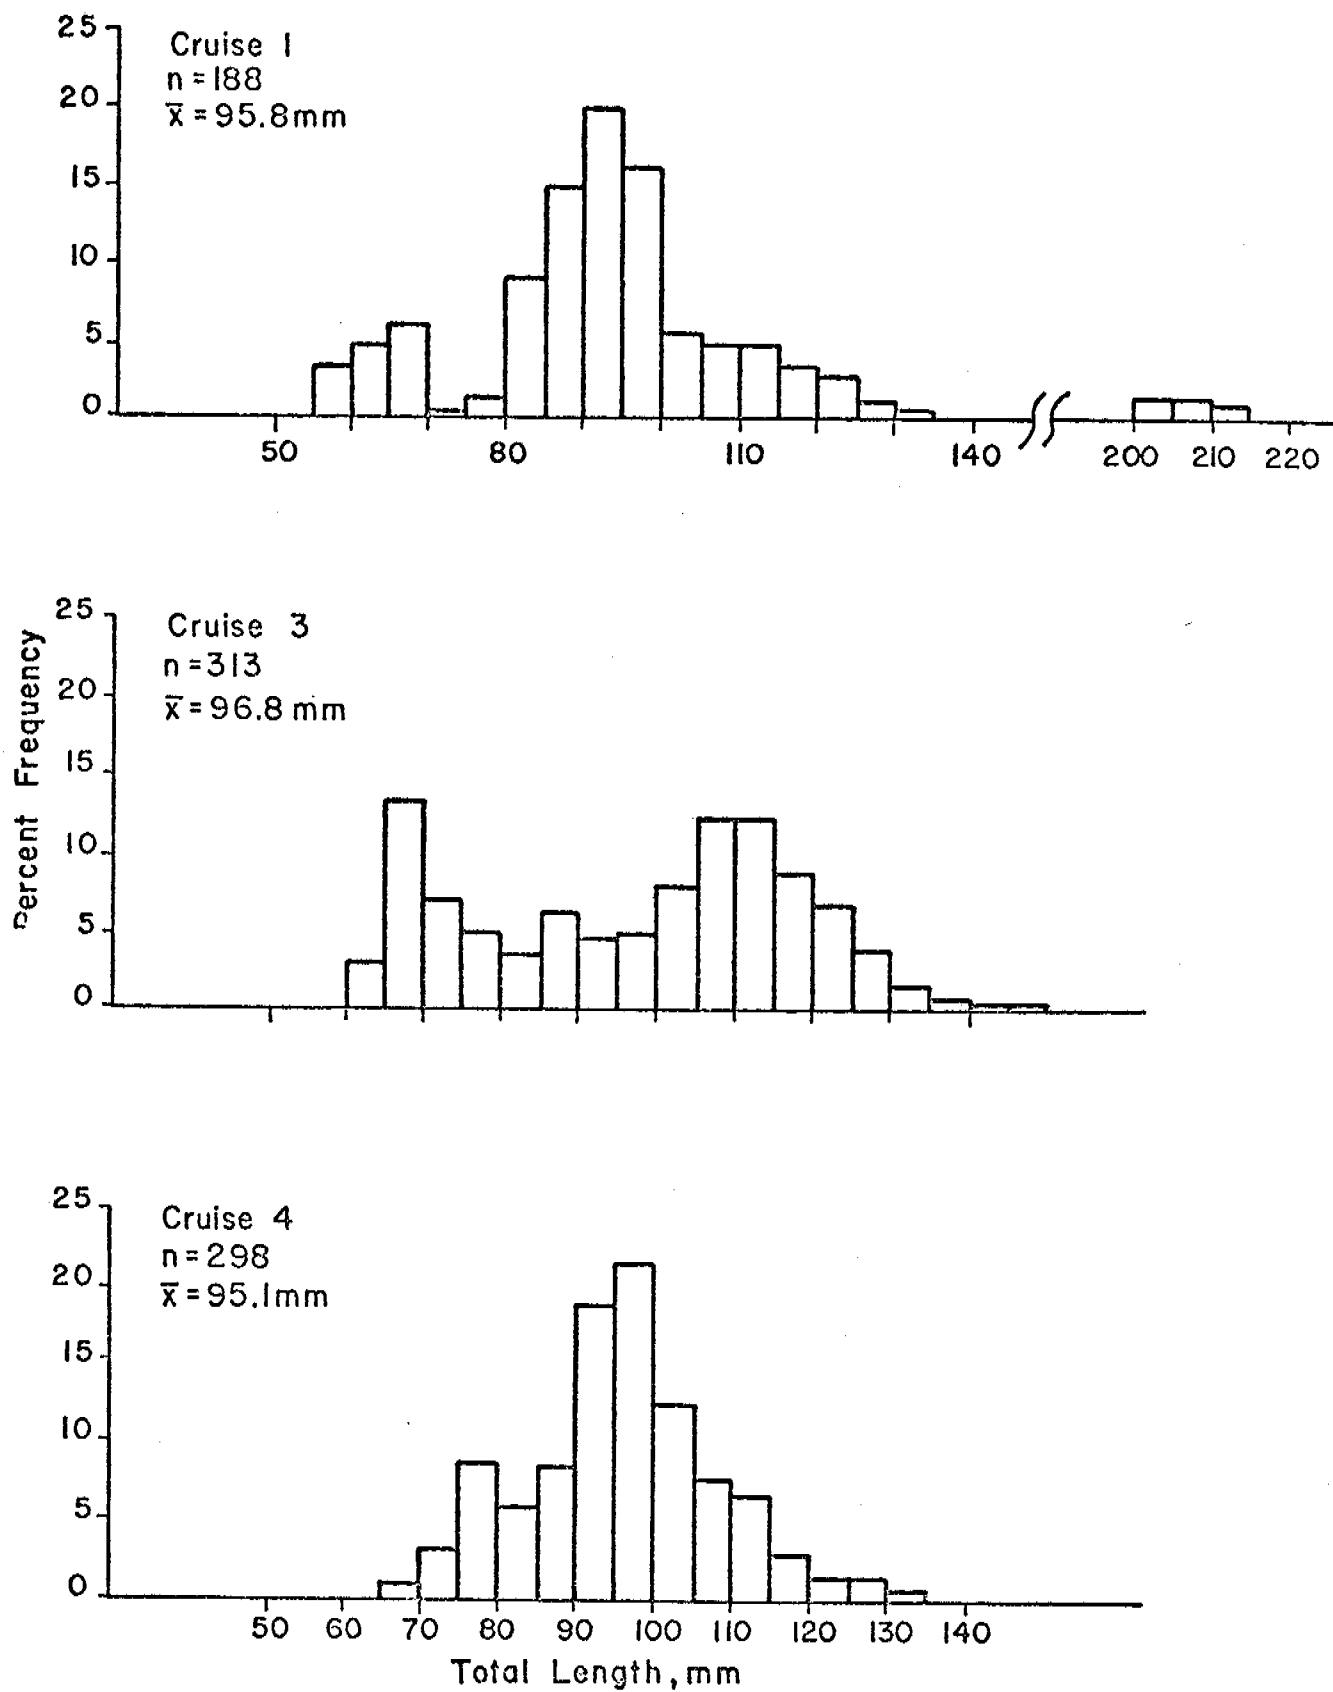 25
Cruise 1
n=188
20
x̄=95.8mm
15
10
5
0
50 80 110 140 200 210 220
25
Cruise 3
n=313
20
x̄=96.8 mm
15
10
5
0
Percent Frequency
25
Cruise 4
n=298
20
x̄=95.1mm
15
10
5
0
50 60 70 80 90 100 110 120 130 140
Total Length, mm